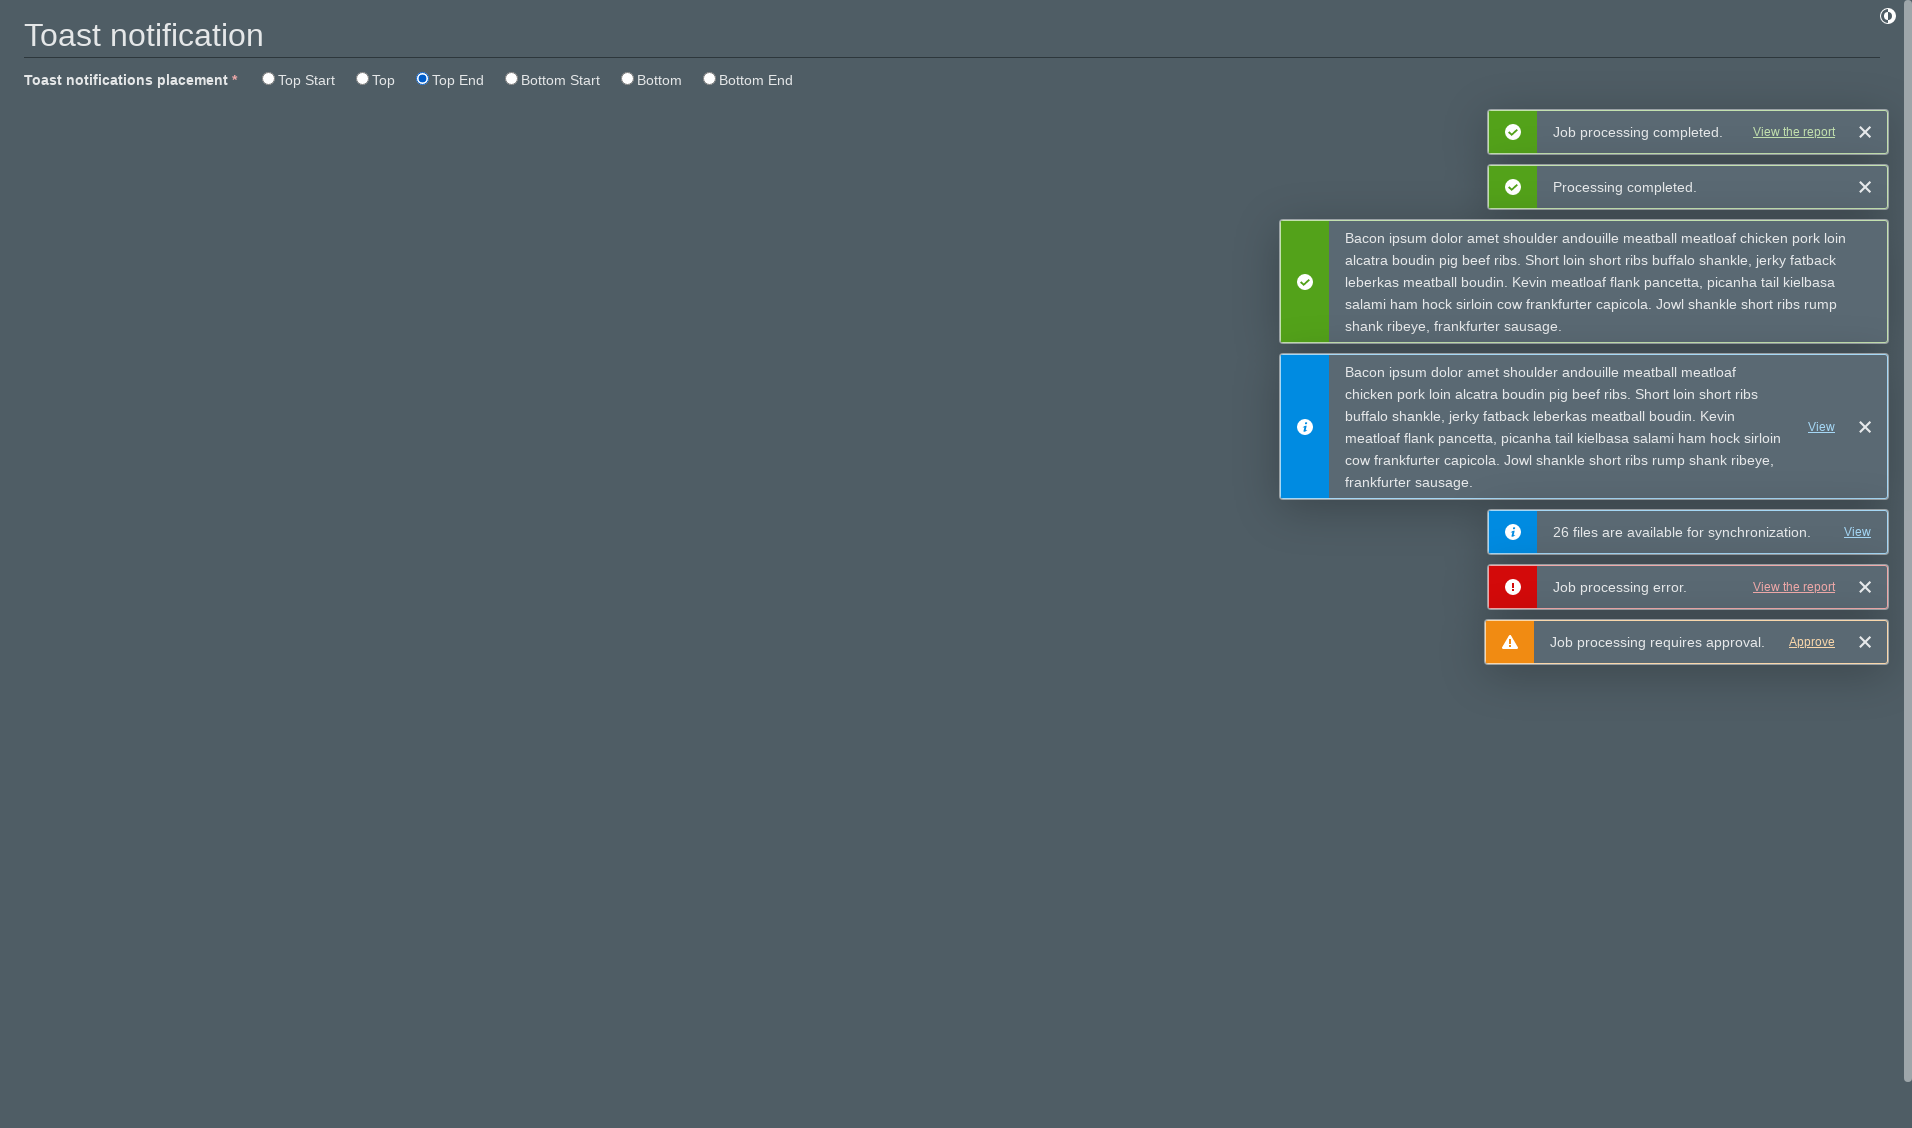 Toast notification
Toast notifications placement * Top Start Top Top End Bottom Start Bottom Bottom End
Job processing completed. View the report
Processing completed.
Bacon ipsum dolor amet shoulder andouille meatball meatloaf chicken pork loin
alcatra boudin pig beef ribs. Short loin short ribs buffalo shankle, jerky fatback
leberkas meatball boudin. Kevin meatloaf flank pancetta, picanha tail kielbasa
salami ham hock sirloin cow frankfurter capicola. Jowl shankle short ribs rump
shank ribeye, frankfurter sausage.
Bacon ipsum dolor amet shoulder andouille meatball meatloaf
chicken pork loin alcatra boudin pig beef ribs. Short loin short ribs
buffalo shankle, jerky fatback leberkas meatball boudin. Kevin
meatloaf flank pancetta, picanha tail kielbasa salami ham hock sirloin
cow frankfurter capicola. Jowl shankle short ribs rump shank ribeye,
frankfurter sausage.
View
26 files are available for synchronization. View
Job processing error. View the report
Job processing requires approval. Approve